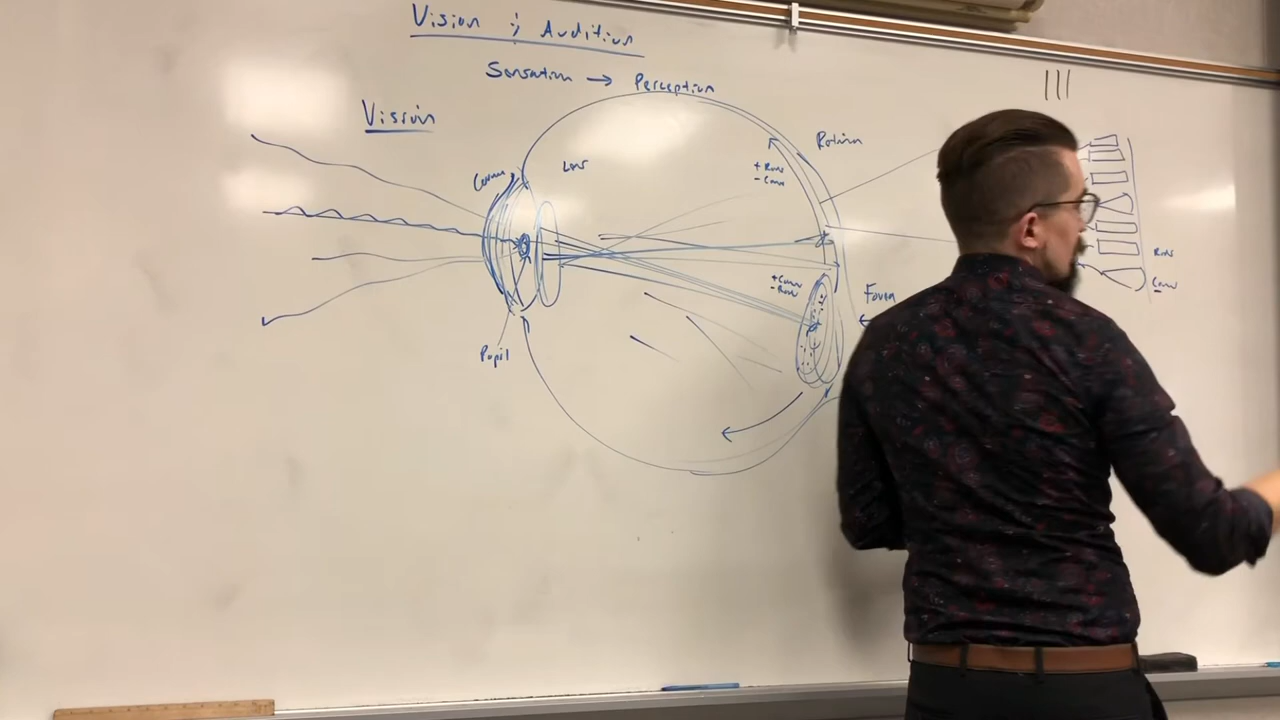 Vision & Audition
Sensation → Perception
Vision
Cornea
Lens
Retina
+ Rods
- Cones
+ Cones
- Rods
Fovea
Pupil
Rods
Cones